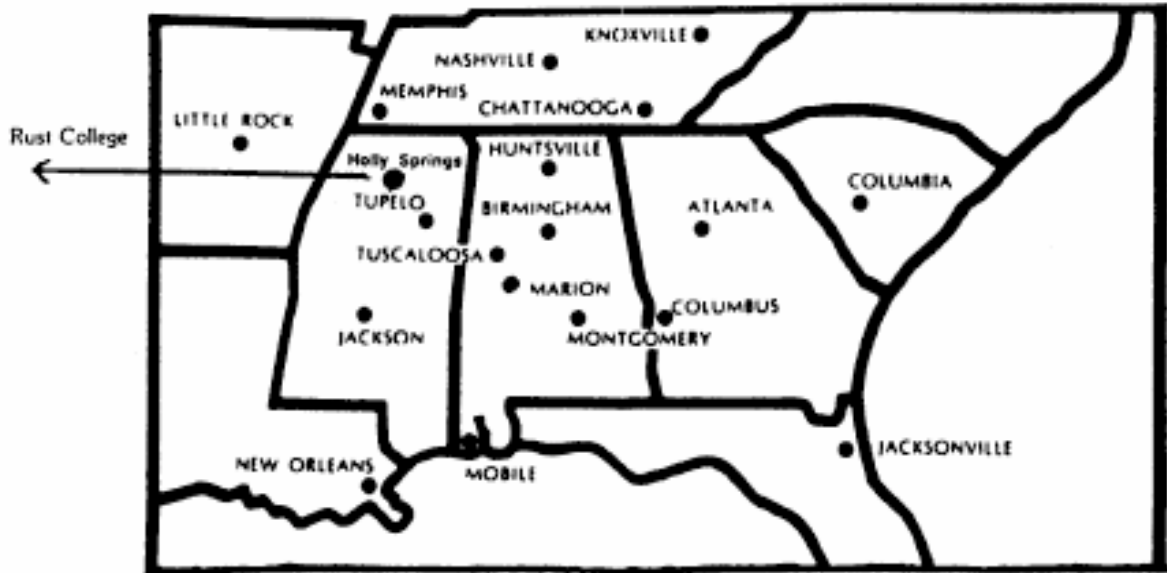 KNOXVILLE
NASHVILLE
MEMPHIS
CHATTANOOGA
LITTLE ROCK
Rust College
HUNTSVILLE
Holly Springs
COLUMBIA
TUPELO
BIRMINGHAM
ATLANTA
TUSCALOOSA
MARION
COLUMBUS
JACKSON
MONTGOMERY
JACKSONVILLE
NEW ORLEANS
MOBILE